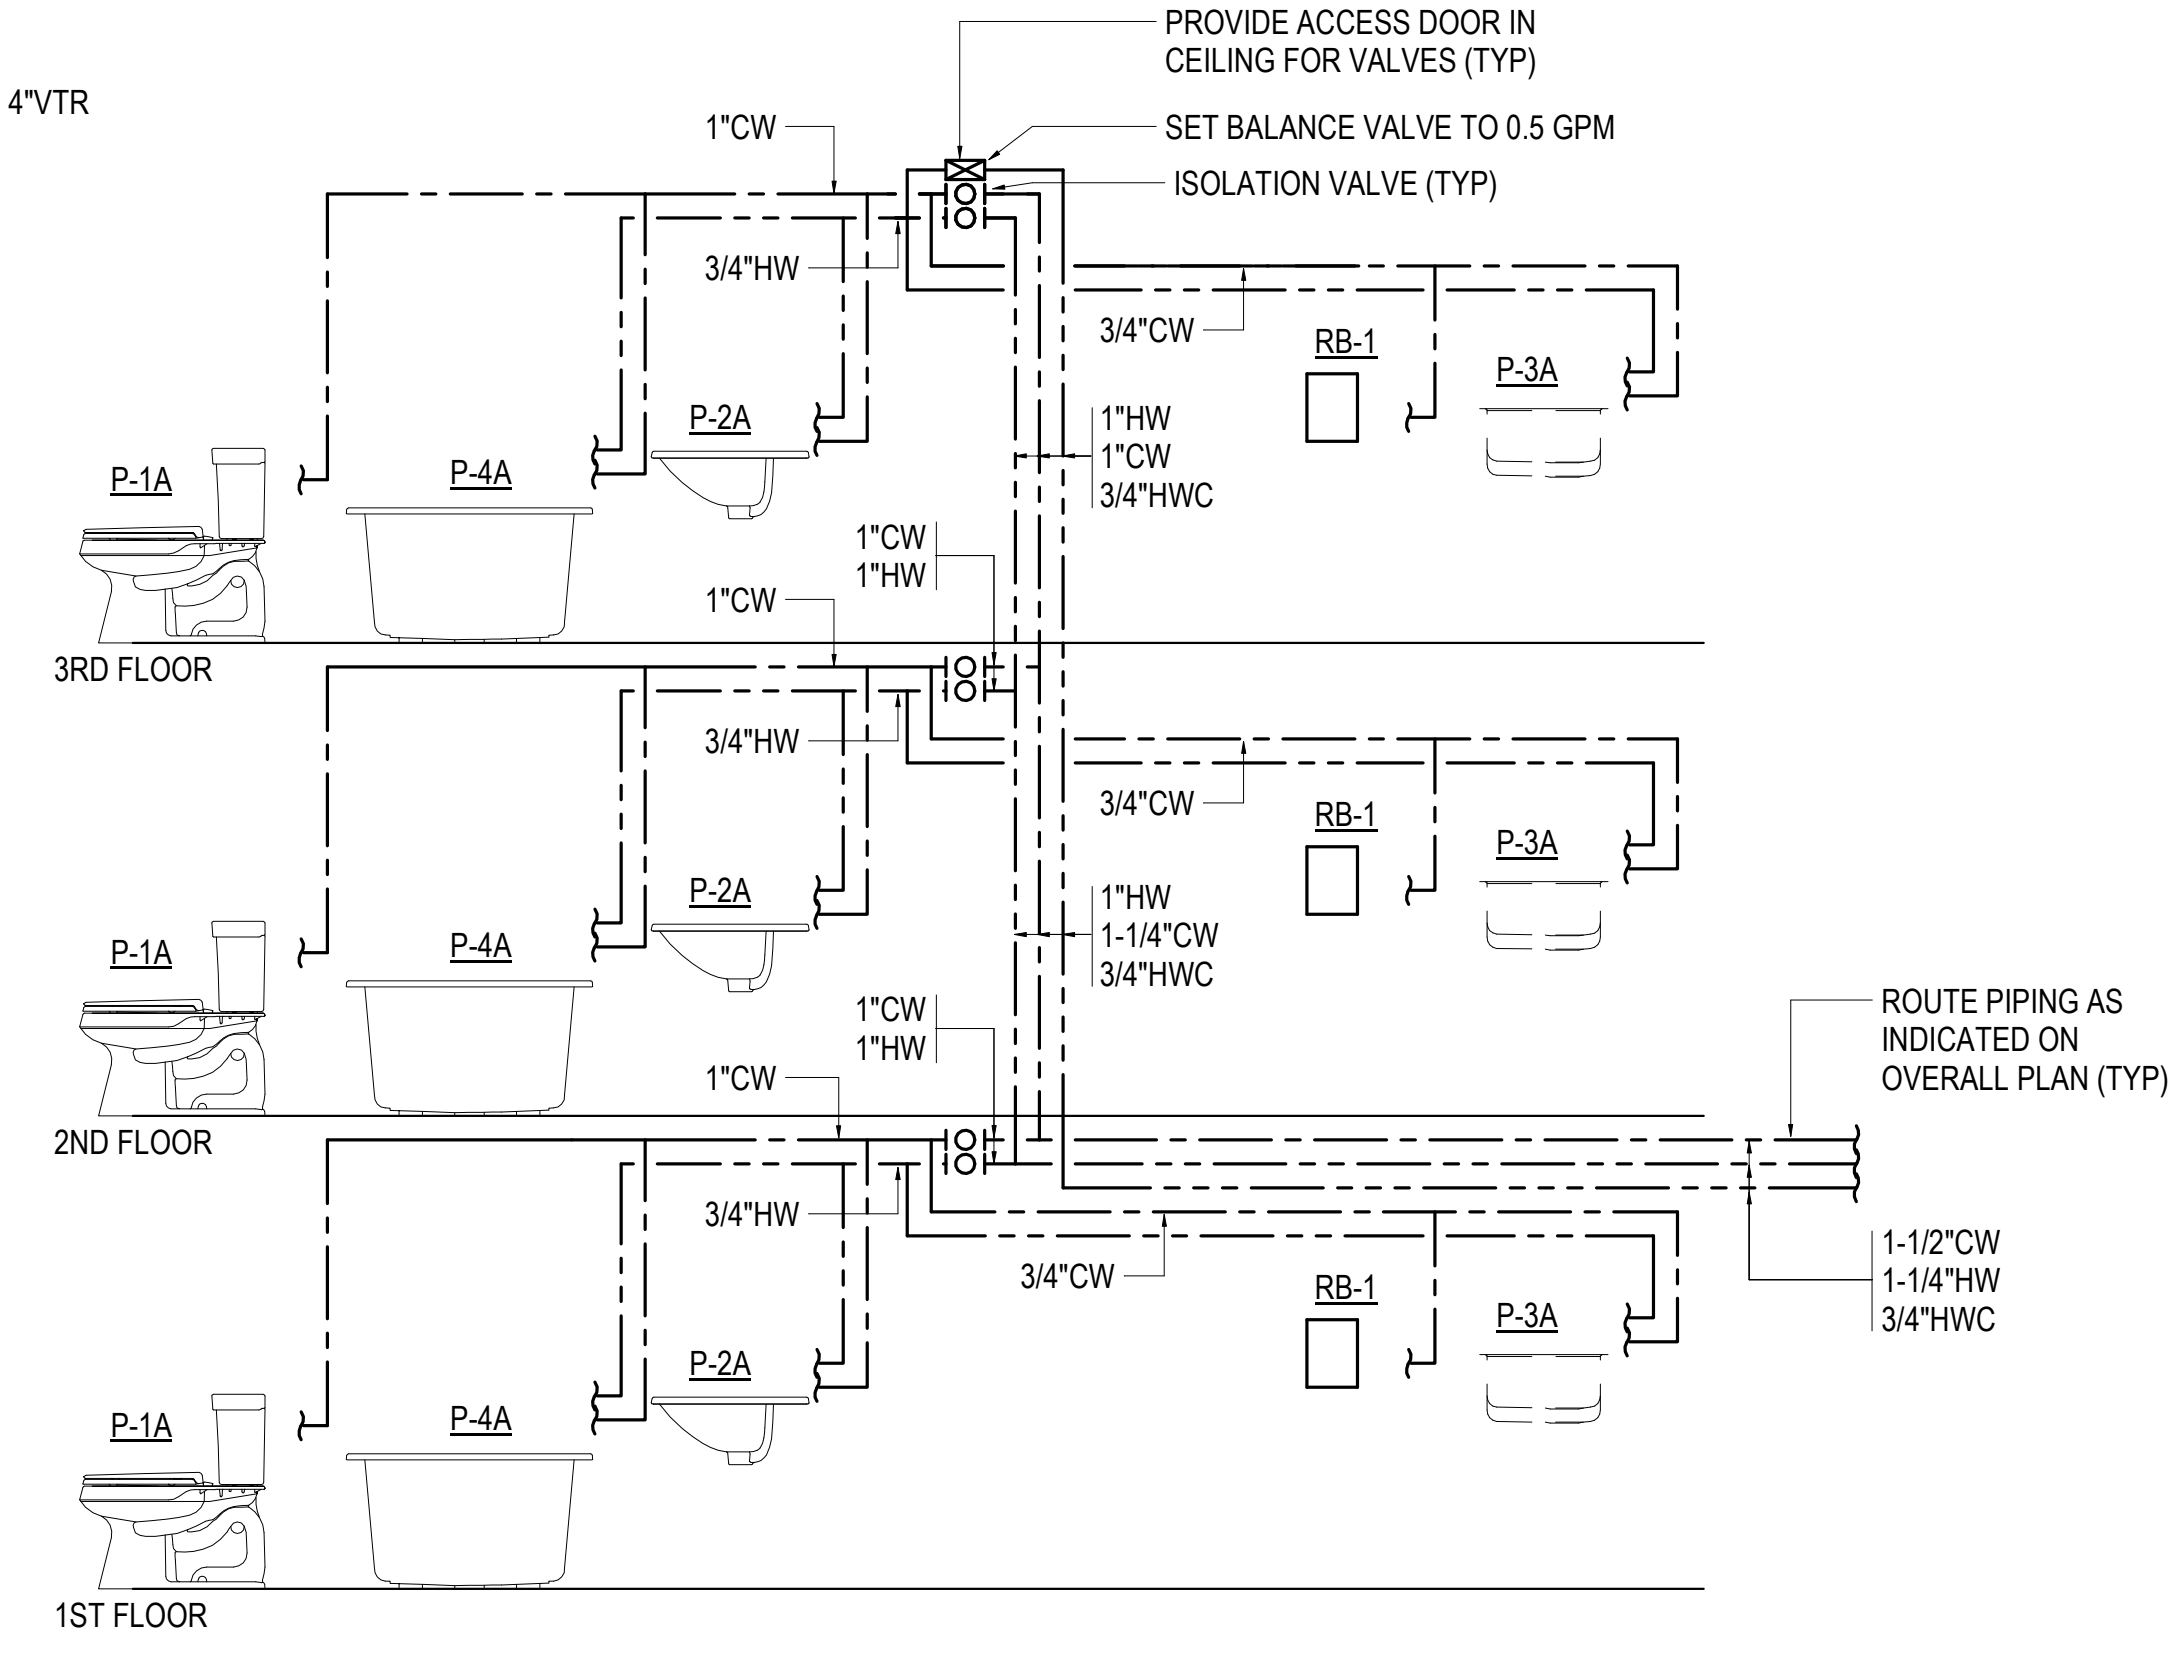 PROVIDE ACCESS DOOR IN
CEILING FOR VALVES (TYP)
4"VTR
1"CW
SET BALANCE VALVE TO 0.5 GPM
ISOLATION VALVE (TYP)
3/4"HW
3/4"CW
RB-1
P-3A
P-2A
1"HW
1"CW
3/4"HWC
P-1A
P-4A
1"CW
1"HW
1"CW
3RD FLOOR
3/4"HW
3/4"CW
RB-1
P-3A
P-2A
1"HW
1-1/4"CW
3/4"HWC
P-1A
P-4A
1"CW
1"HW
ROUTE PIPING AS
INDICATED ON
OVERALL PLAN (TYP)
1"CW
2ND FLOOR
3/4"HW
3/4"CW
1-1/2"CW
1-1/4"HW
3/4"HWC
RB-1
P-3A
P-2A
P-1A
P-4A
1ST FLOOR